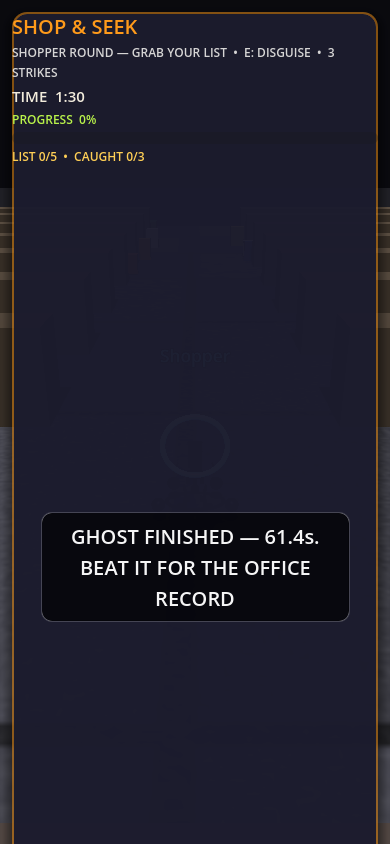 SHOP & SEEK
SHOPPER ROUND — GRAB YOUR LIST • E: DISGUISE • 3
STRIKES
TIME 1:30
PROGRESS 0%
LIST 0/5 • CAUGHT 0/3
Shopper
GHOST FINISHED — 61.4s.
BEAT IT FOR THE OFFICE
RECORD